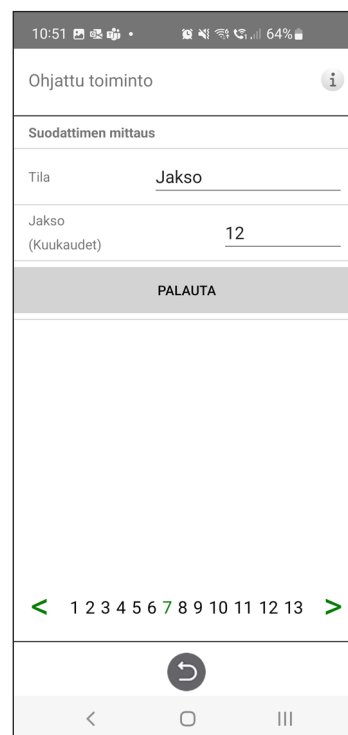 10:51 64%
Ohjattu toiminto
i
Suodattimen mittaus
Tila Jakso
Jakso
(Kuukaudet) 12
PALAUTA
< 1 2 3 4 5 6 7 8 9 10 11 12 13 >